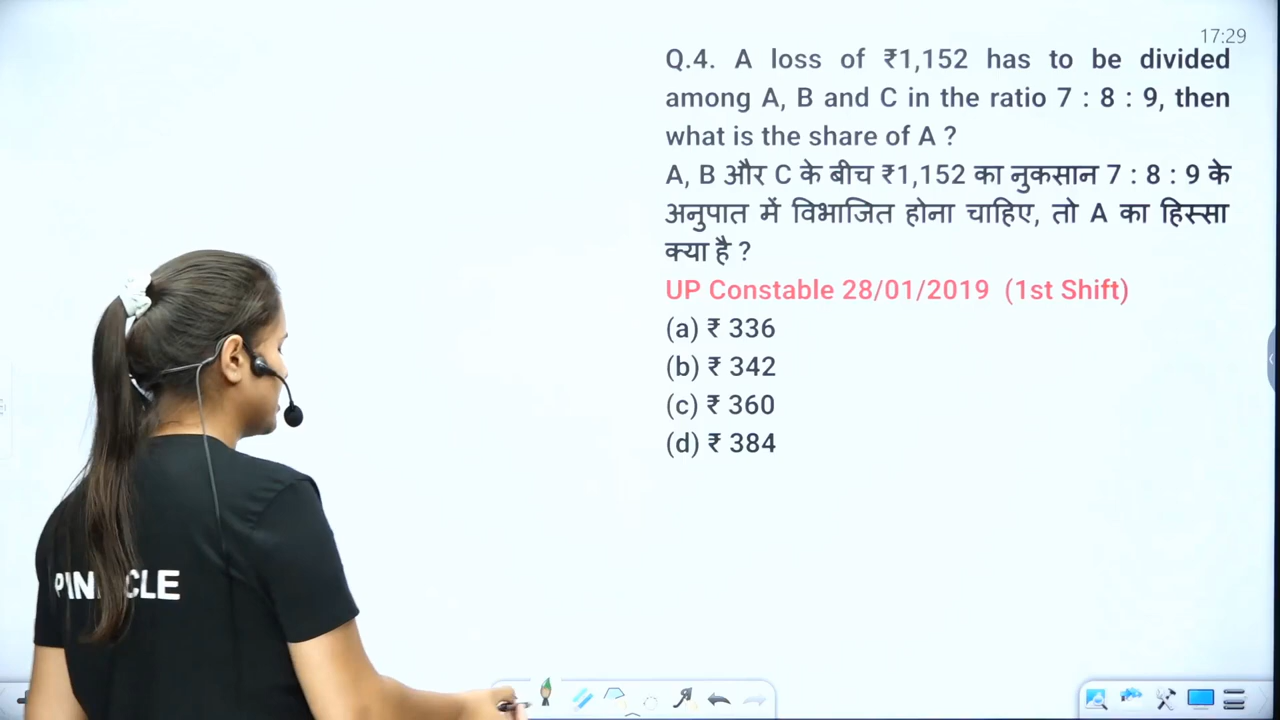 17:29
Q.4. A loss of ₹1,152 has to be divided
among A, B and C in the ratio 7 : 8 : 9, then
what is the share of A ?
A, B और C के बीच ₹1,152 का नुकसान 7 : 8 : 9 के
अनुपात में विभाजित होना चाहिए, तो A का हिस्सा
क्या है ?
UP Constable 28/01/2019 (1st Shift)
(a) ₹ 336
(b) ₹ 342
(c) ₹ 360
(d) ₹ 384